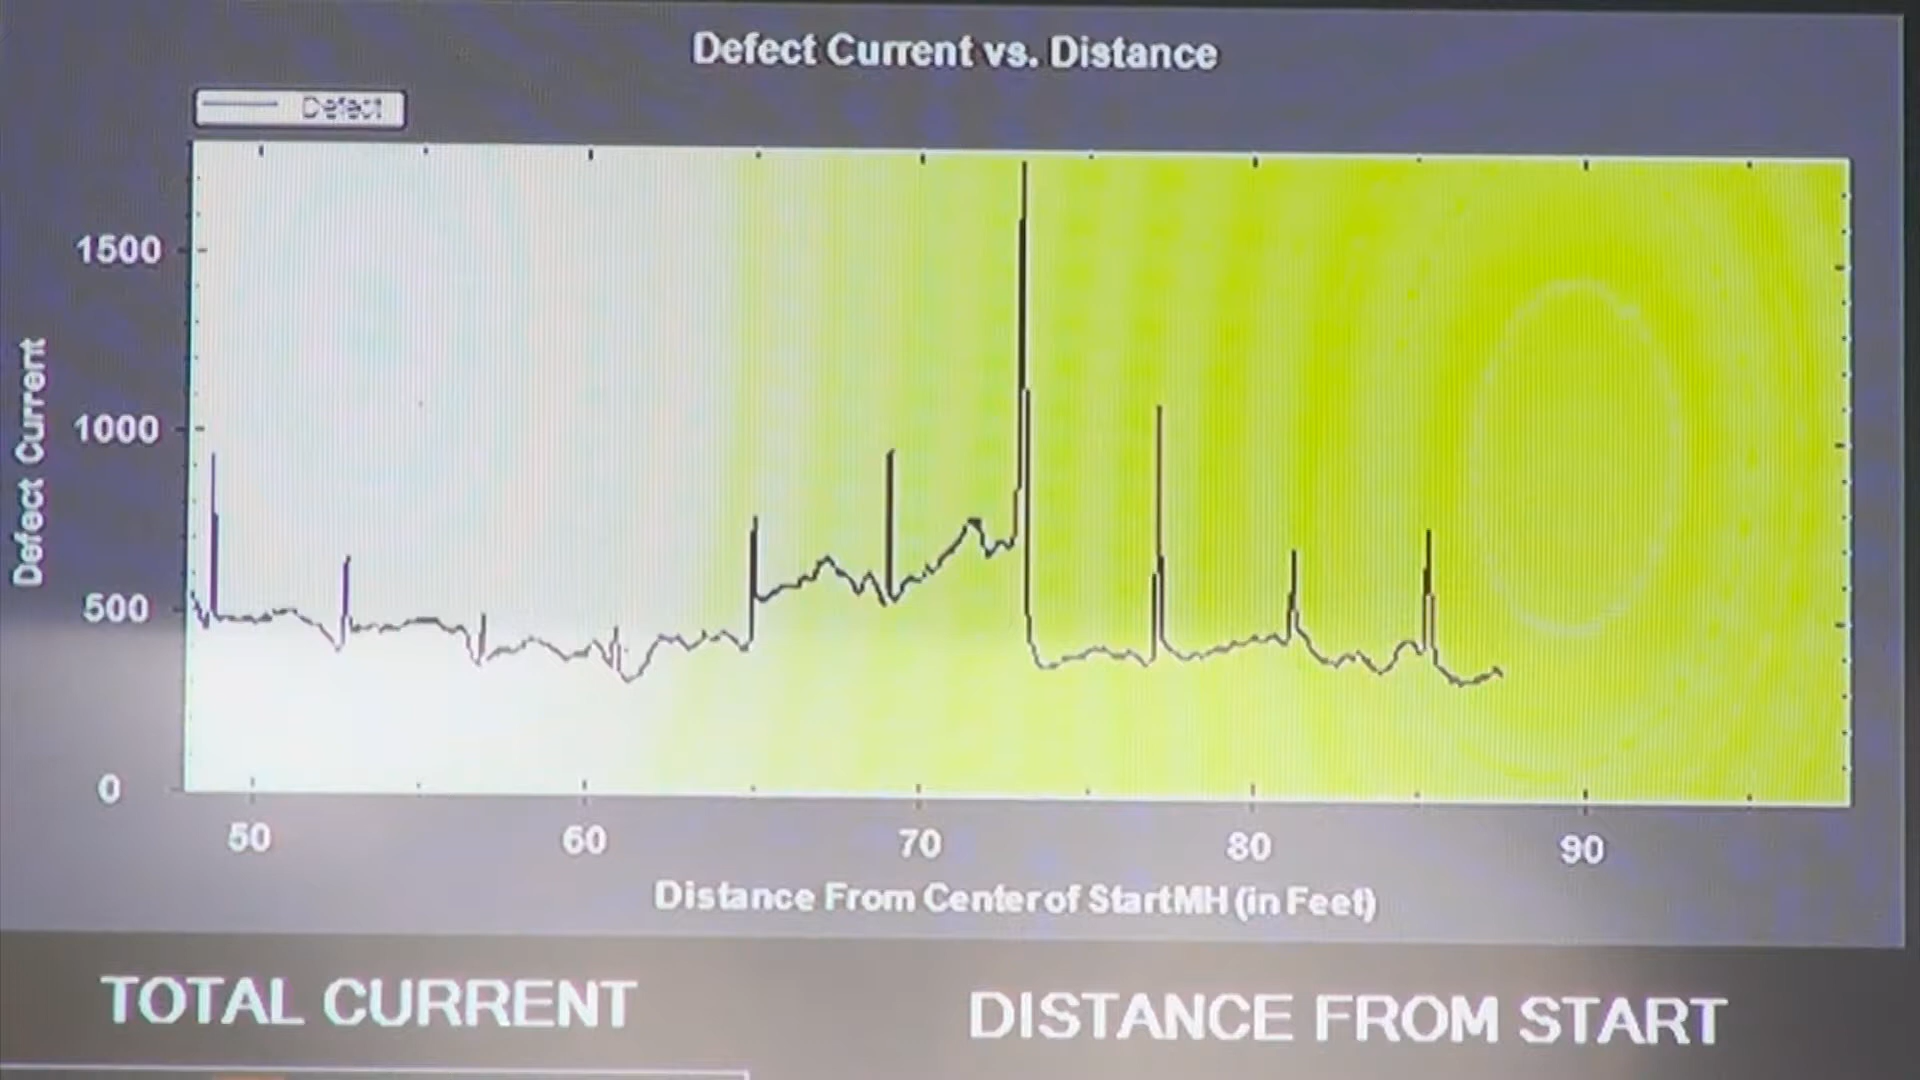 Defect Current vs. Distance
Defect
1500
1000
500
0
Defect Current
50 60 70 80 90
Distance From Center of StartMH (in Feet)
TOTAL CURRENT
DISTANCE FROM START